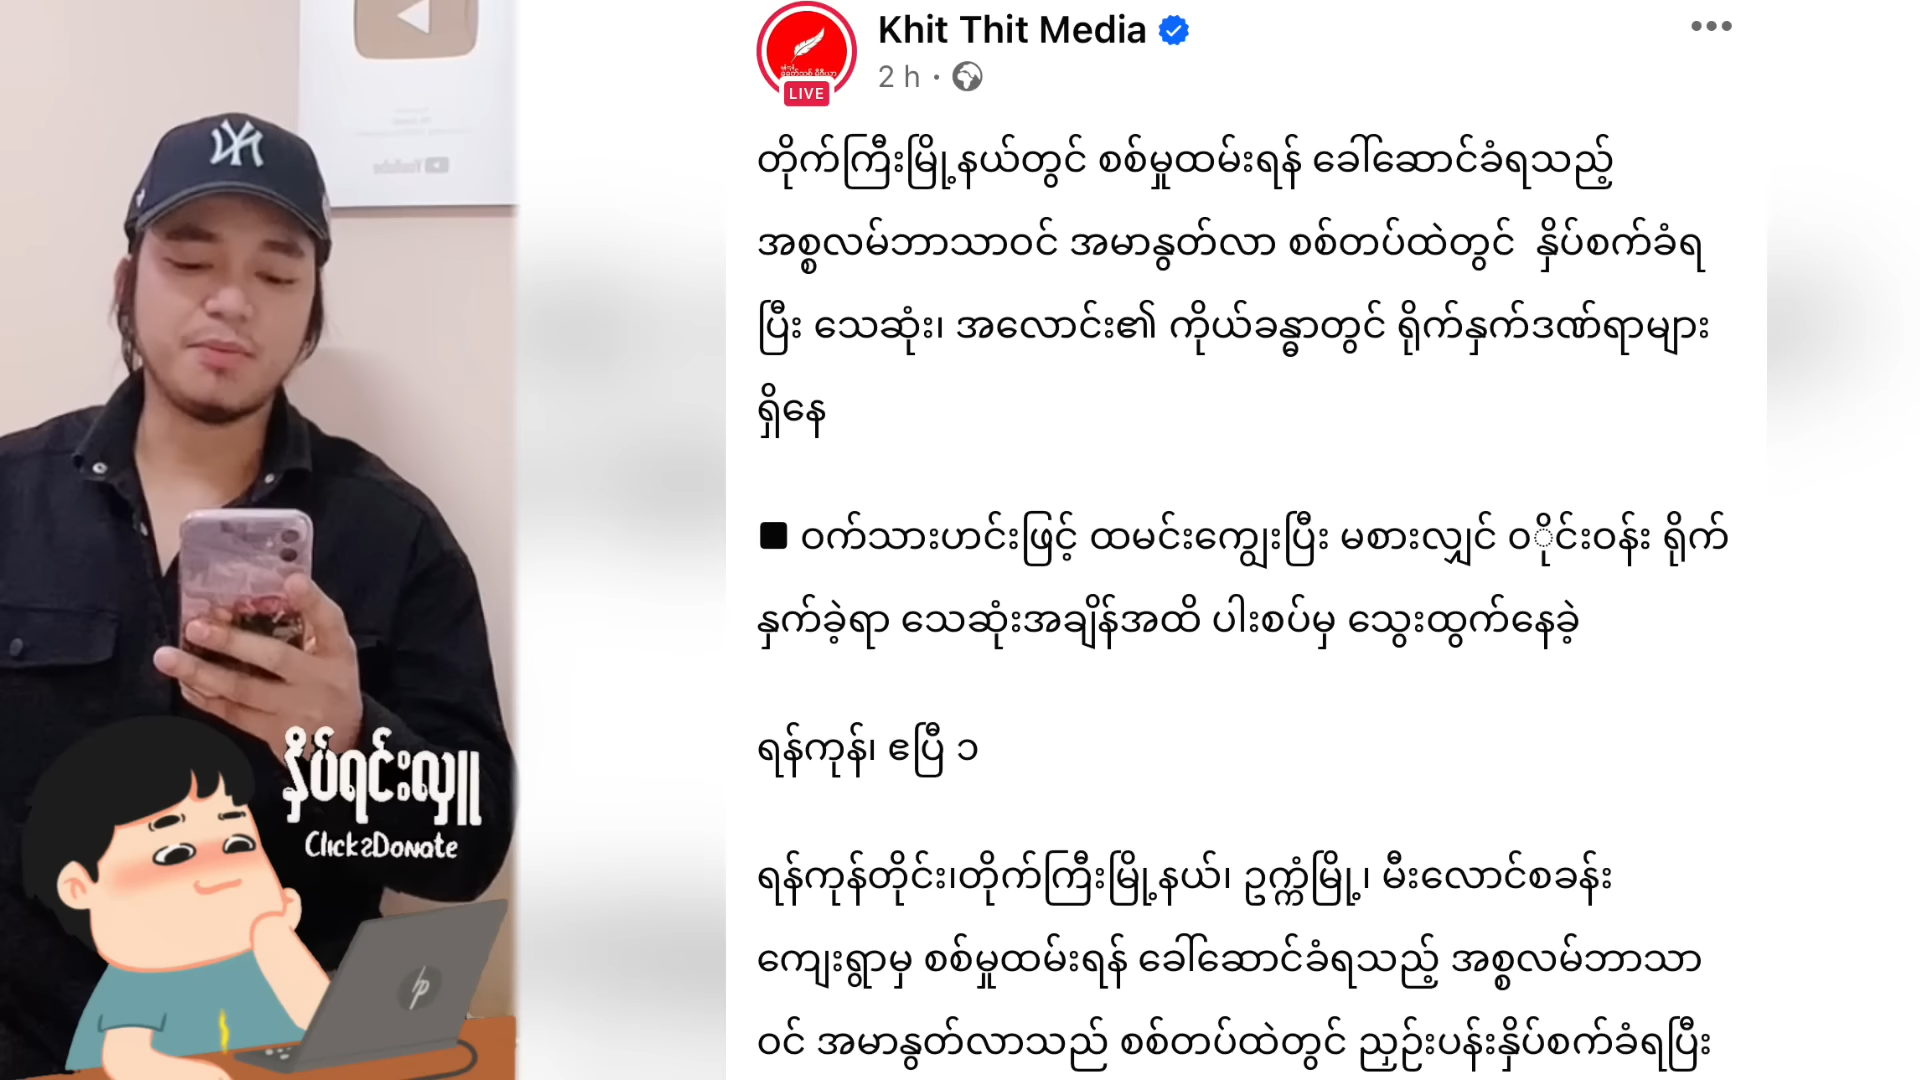 Khit Thit Media
2 h
LIVE
တိုက်ကြီးမြို့နယ်တွင် စစ်မှုထမ်းရန် ခေါ်ဆောင်ခံရသည့်
အစ္စလမ်ဘာသာဝင် အမာနွတ်လာ စစ်တပ်ထဲတွင် နှိပ်စက်ခံရ
ပြီး သေဆုံး၊ အလောင်း၏ ကိုယ်ခန္ဓာတွင် ရိုက်နှက်ဒဏ်ရာများ
ရှိနေ
■ ဝက်သားဟင်းဖြင့် ထမင်းကျွေးပြီး မစားလျှင် ဝိုင်းဝန်း ရိုက်
နှက်ခဲ့ရာ သေဆုံးအချိန်အထိ ပါးစပ်မှ သွေးထွက်နေခဲ့
ရန်ကုန်၊ ဧပြီ ၁
ရန်ကုန်တိုင်း၊တိုက်ကြီးမြို့နယ်၊ ဥက္ကံမြို့၊ မီးလောင်စခန်း
ကျေးရွာမှ စစ်မှုထမ်းရန် ခေါ်ဆောင်ခံရသည့် အစ္စလမ်ဘာသာ
ဝင် အမာနွတ်လာသည် စစ်တပ်ထဲတွင် ညှဉ်းပန်းနှိပ်စက်ခံရပြီး
နှိပ်ရင်းလှူ
Click2Donate
hp
YouTube